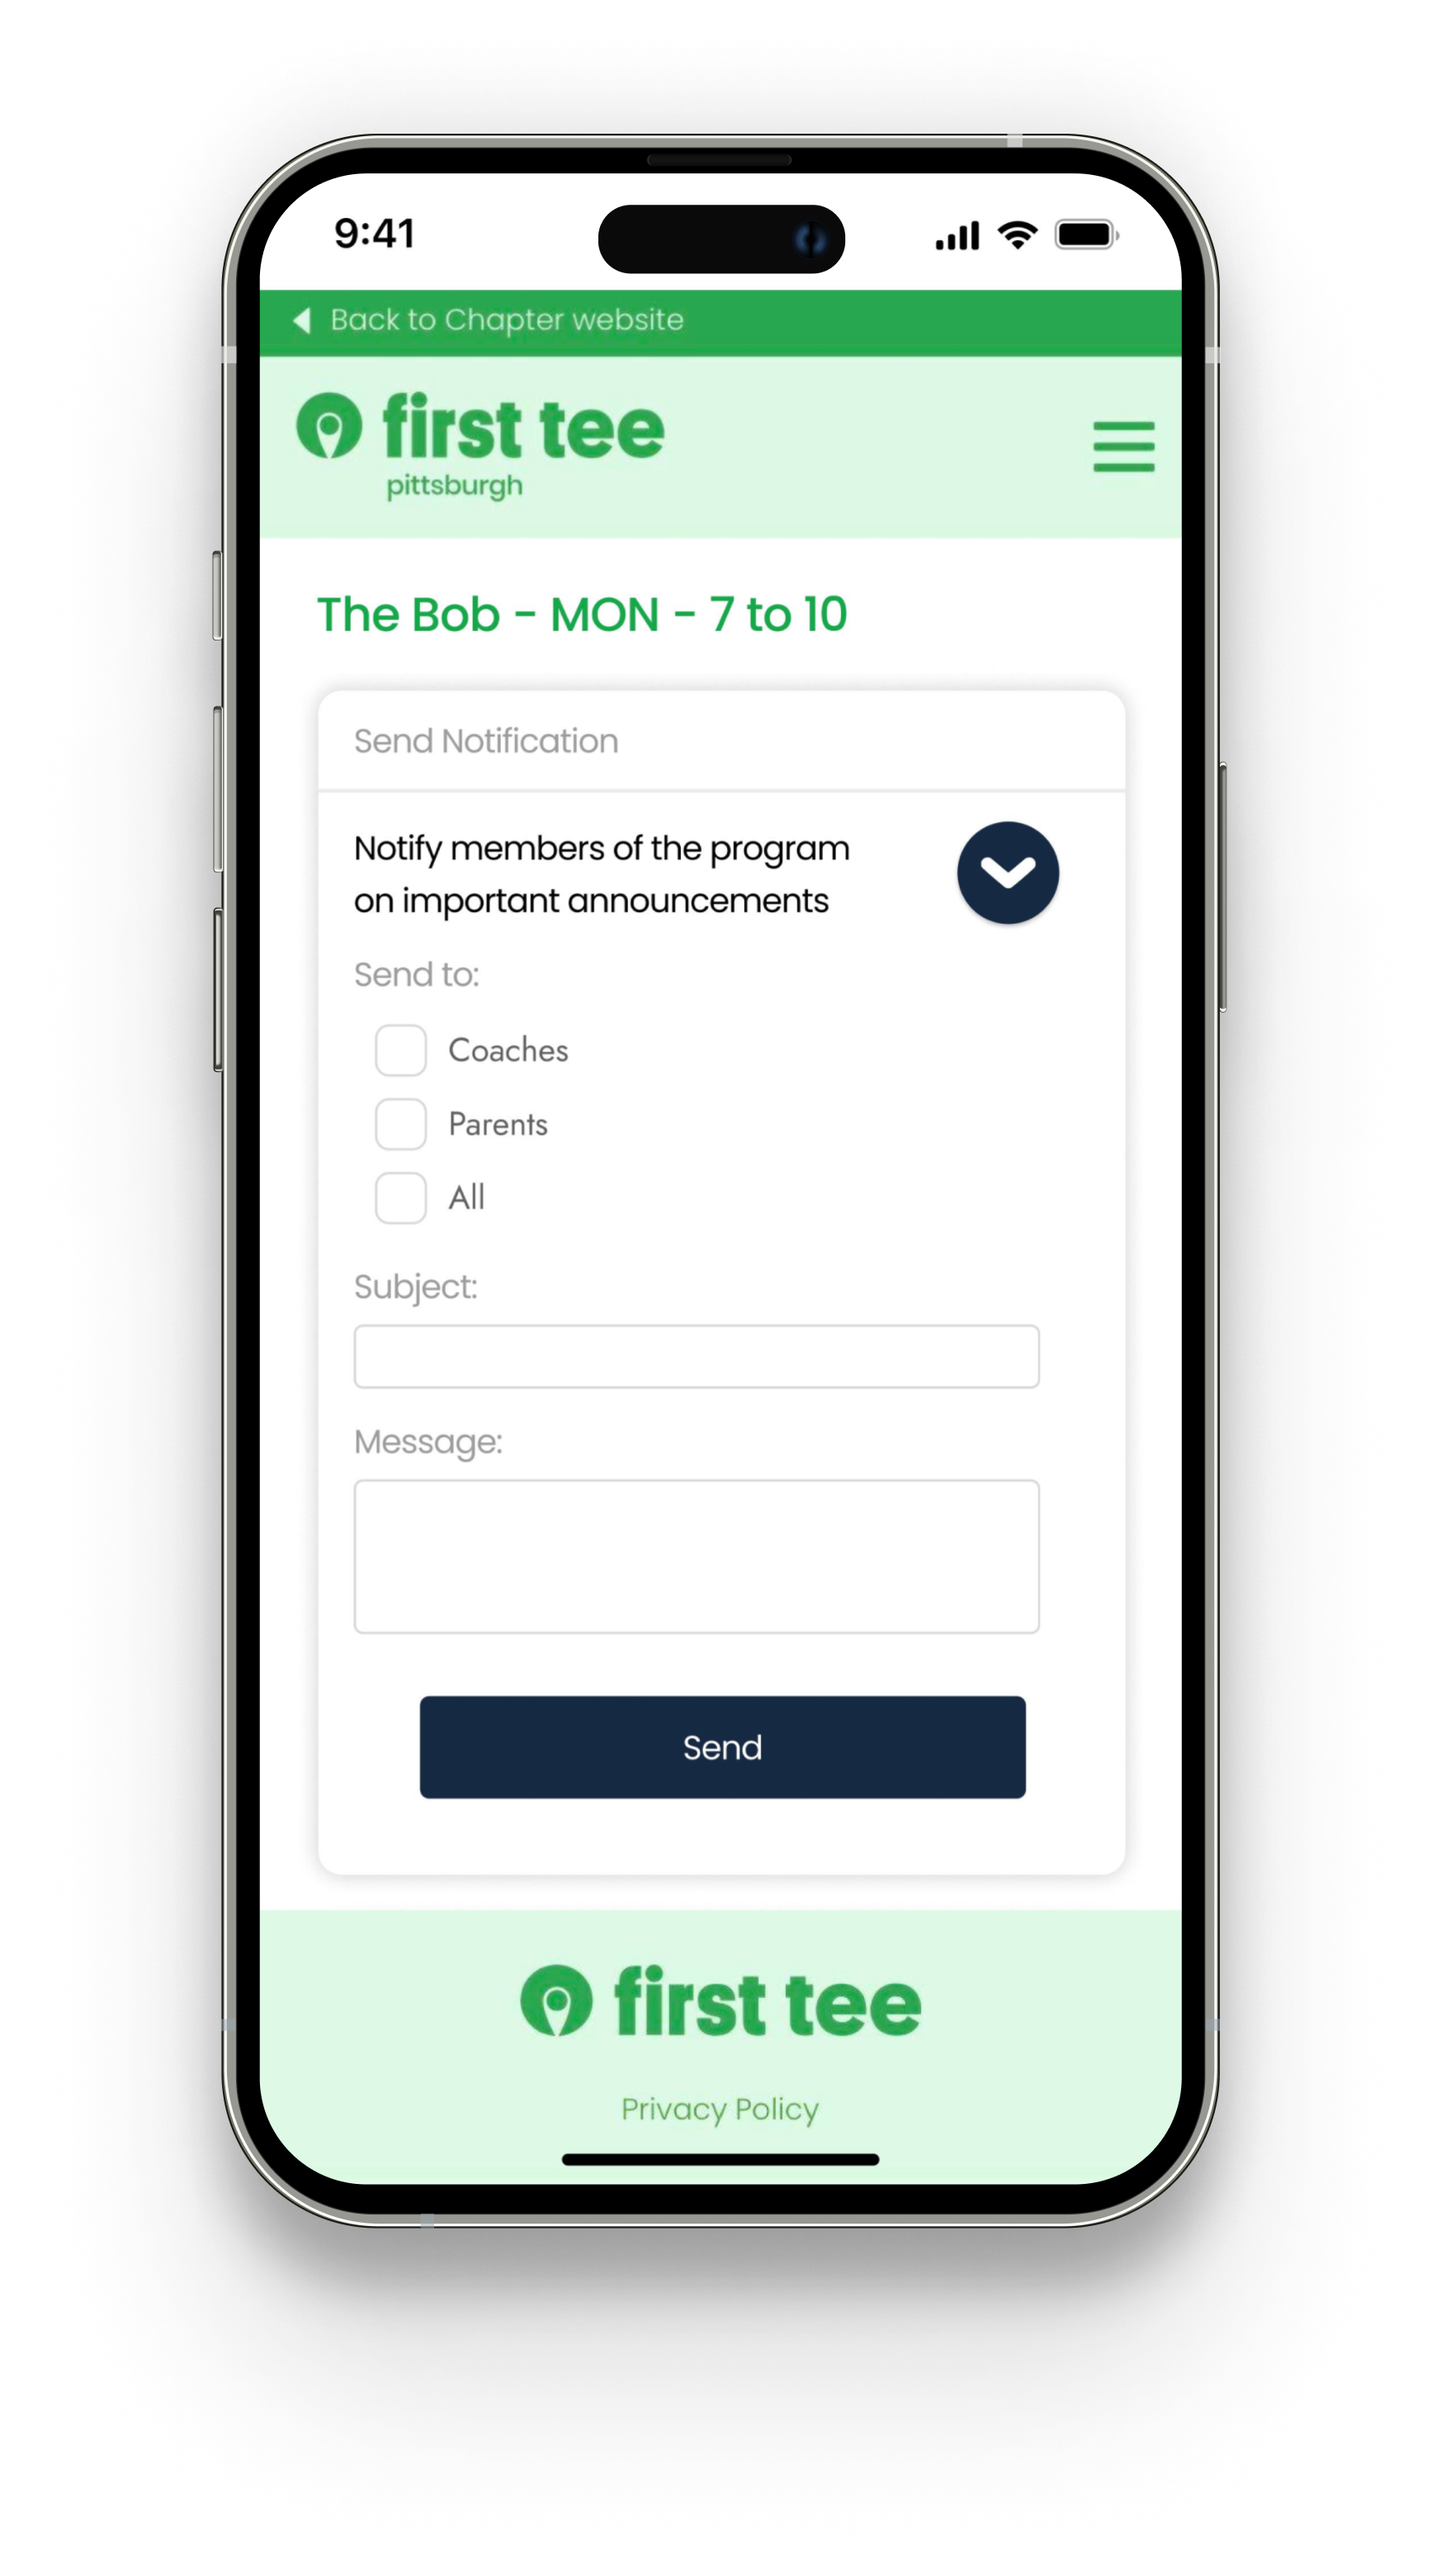 9:41
Back to Chapter website
first tee
pittsburgh
The Bob - MON - 7 to 10
Send Notification
Notify members of the program
on important announcements
Send to:
Coaches
Parents
All
Subject:
Message:
Send
first tee
Privacy Policy